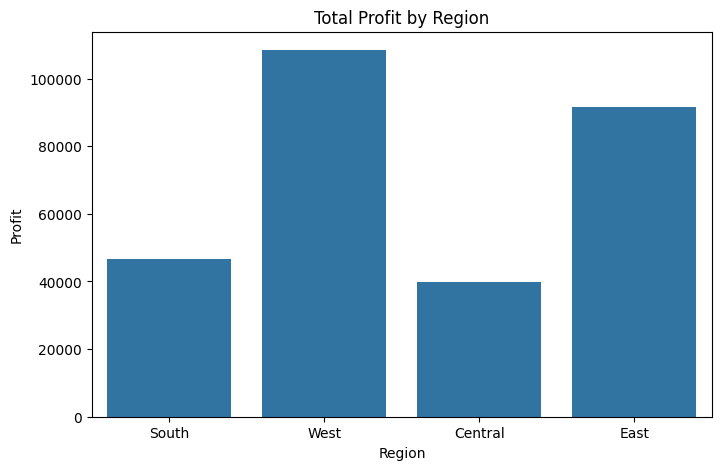 Total Profit by Region
Profit
100000
80000
60000
40000
20000
0
South West Central East
Region